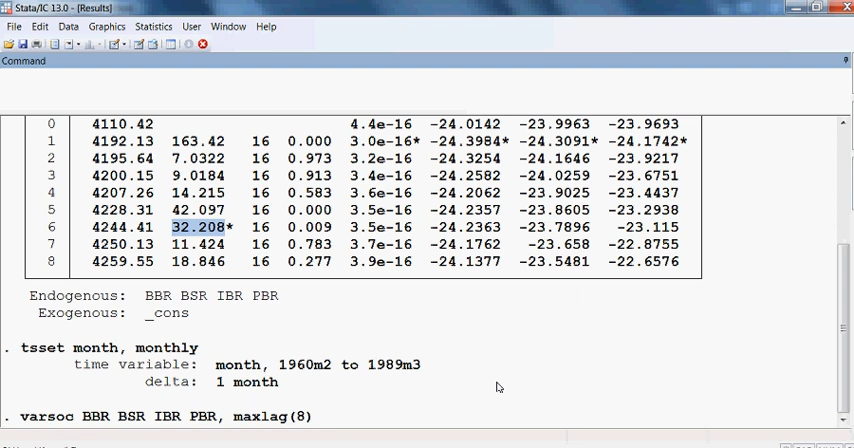 Stata/IC 13.0 - [Results]
File Edit Data Graphics Statistics User Window Help
Command
0 4110.42 4.4e-16 -24.0142 -23.9963 -23.9693
1 4192.13 163.42 16 0.000 3.0e-16* -24.3984* -24.3091* -24.1742*
2 4195.64 7.0322 16 0.973 3.2e-16 -24.3254 -24.1646 -23.9217
3 4200.15 9.0184 16 0.913 3.4e-16 -24.2582 -24.0259 -23.6751
4 4207.26 14.215 16 0.583 3.6e-16 -24.2062 -23.9025 -23.4437
5 4228.31 42.097 16 0.000 3.5e-16 -24.2357 -23.8605 -23.2938
6 4244.41 32.208* 16 0.009 3.5e-16 -24.2363 -23.7896 -23.115
7 4250.13 11.424 16 0.783 3.7e-16 -24.1762 -23.658 -22.8755
8 4259.55 18.846 16 0.277 3.9e-16 -24.1377 -23.5481 -22.6576
Endogenous: BBR BSR IBR PBR
Exogenous: _cons
. tsset month, monthly
time variable: month, 1960m2 to 1989m3
delta: 1 month
. varsoc BBR BSR IBR PBR, maxlag(8)